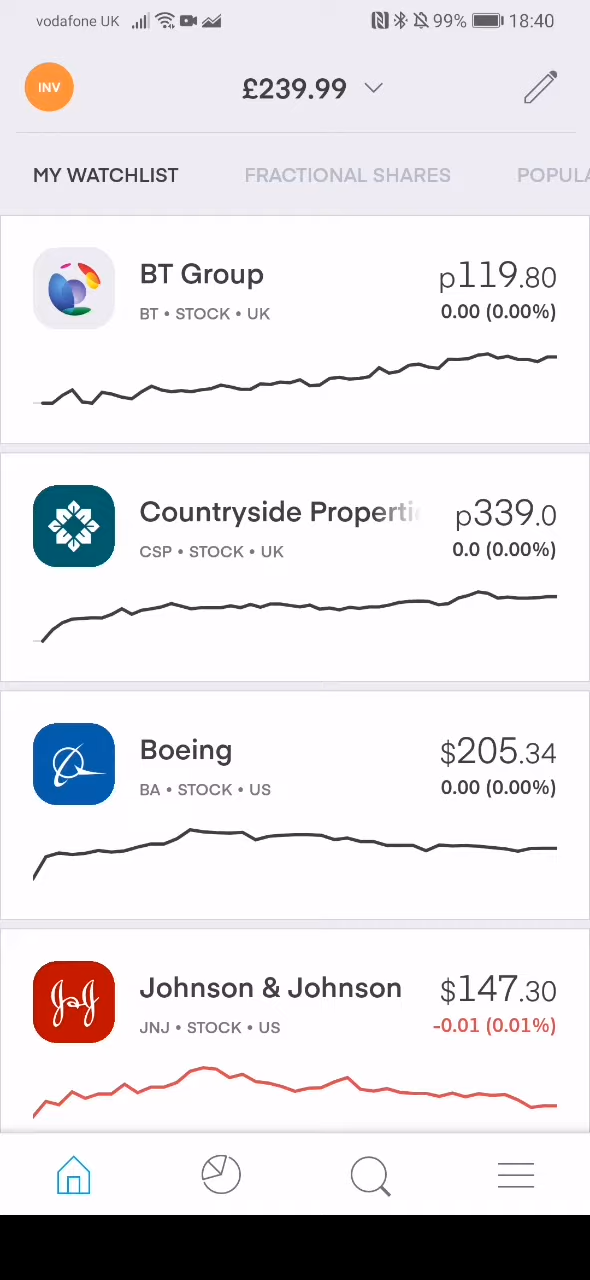 vodafone UK 99% 18:40
INV £239.99
MY WATCHLIST FRACTIONAL SHARES POPULA
BT Group p119.80
BT • STOCK • UK 0.00 (0.00%)
Countryside Properti p339.0
CSP • STOCK • UK 0.0 (0.00%)
Boeing $205.34
BA • STOCK • US 0.00 (0.00%)
Johnson & Johnson $147.30
JNJ • STOCK • US -0.01 (0.01%)